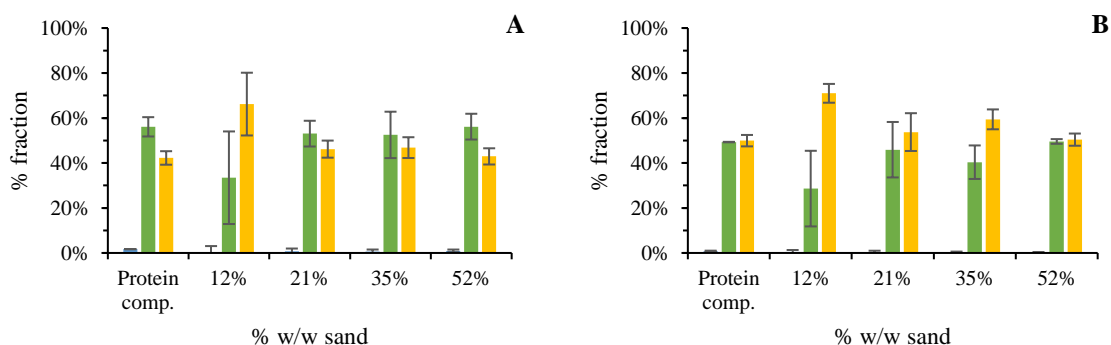 A
100%
80%
60%
40%
20%
0%
% fraction
Protein comp.
12%
21%
35%
52%
% w/w sand
B
100%
80%
60%
40%
20%
0%
% fraction
Protein comp.
12%
21%
35%
52%
% w/w sand